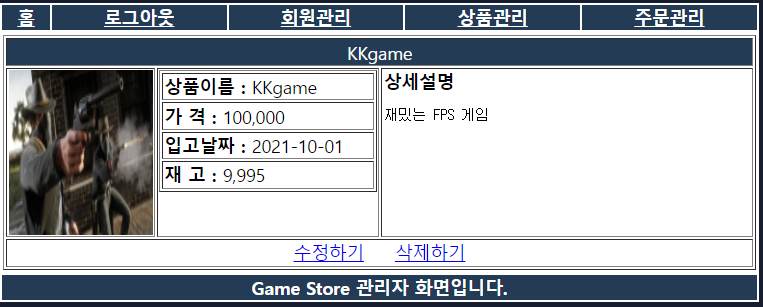 홈 로그아웃 회원관리 상품관리 주문관리
KKgame
상품이름 : KKgame
가 격 : 100,000
입고날짜 : 2021-10-01
재 고 : 9,995
상세설명
재밌는 FPS 게임
수정하기 삭제하기
Game Store 관리자 화면입니다.